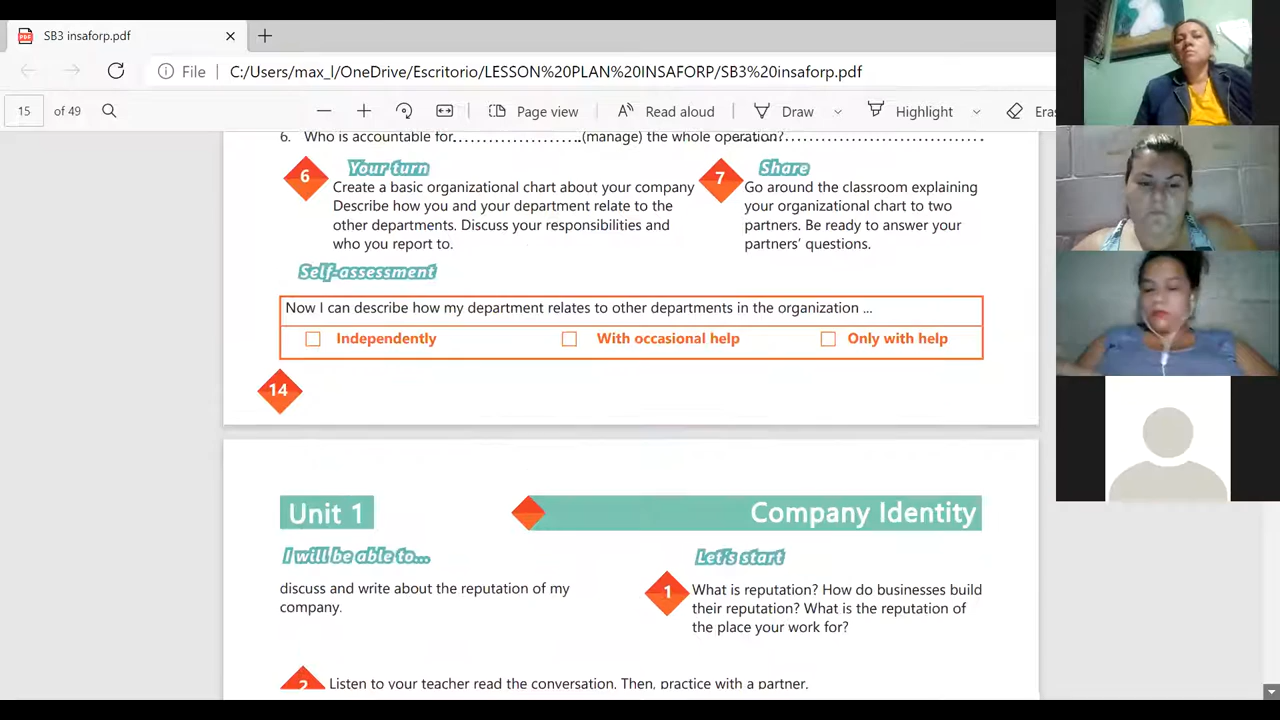 SB3 insaforp.pdf
File
C:/Users/max_l/OneDrive/Escritorio/LESSON%20PLAN%20INSAFORP/SB3%20insaforp.pdf
15 of 49
Page view
Read aloud
Draw
Highlight
Eras
6. Who is accountable for......................(manage) the whole operation?......................................
6
Your turn
Create a basic organizational chart about your company
Describe how you and your department relate to the
other departments. Discuss your responsibilities and
who you report to.
7
Share
Go around the classroom explaining
your organizational chart to two
partners. Be ready to answer your
partners' questions.
Self-assessment
Now I can describe how my department relates to other departments in the organization ...
Independently
With occasional help
Only with help
14
Unit 1
Company Identity
I will be able to...
discuss and write about the reputation of my
company.
Let's start
1
What is reputation? How do businesses build
their reputation? What is the reputation of
the place your work for?
2
Listen to your teacher read the conversation. Then, practice with a partner.